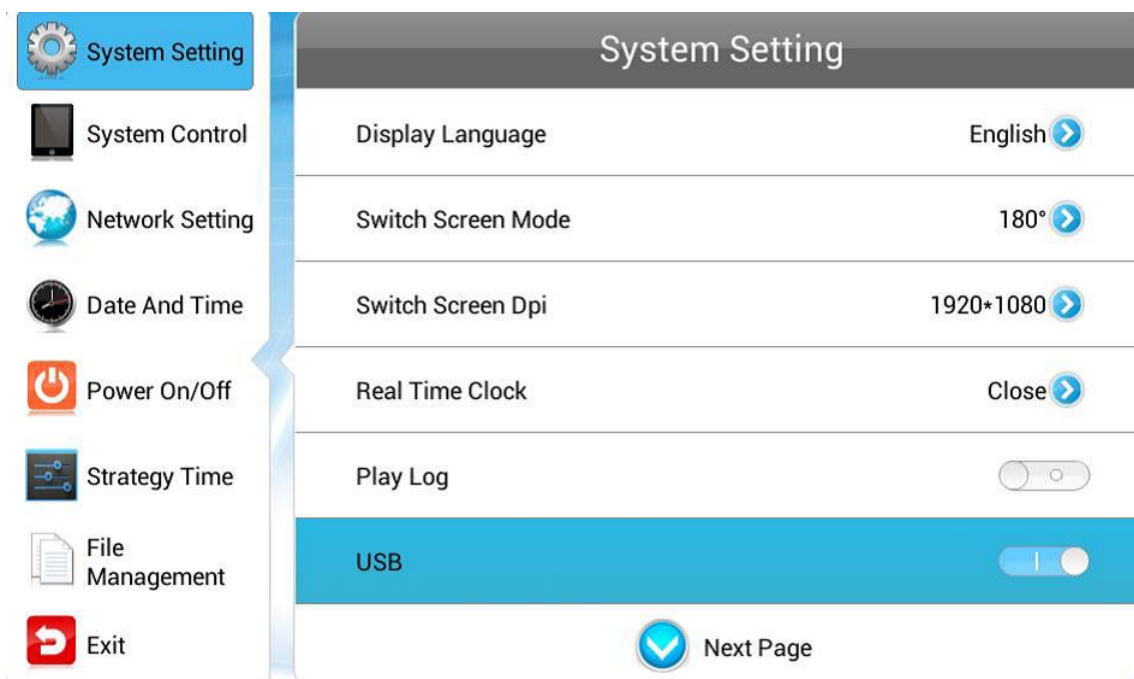 System Setting
System Control
Network Setting
Date And Time
Power On/Off
Strategy Time
File
Management
Exit
System Setting
Display Language English
Switch Screen Mode 180°
Switch Screen Dpi 1920*1080
Real Time Clock Close
Play Log
USB
Next Page